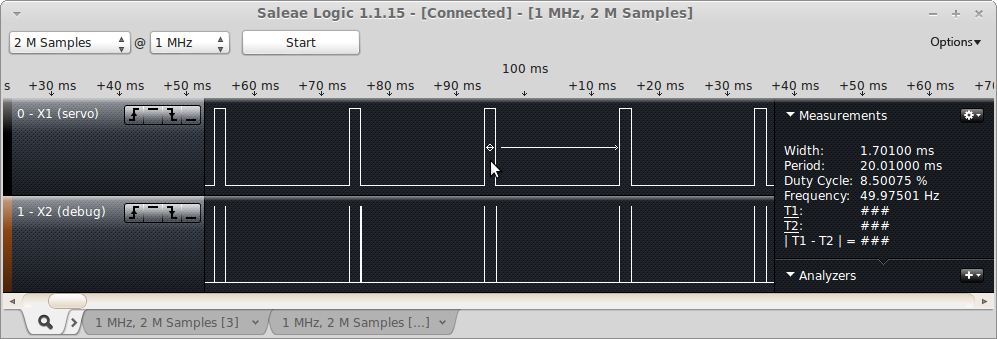 Saleae Logic 1.1.15 - [Connected] - [1 MHz, 2 M Samples]
2 M Samples @ 1 MHz Start Options
100 ms
s +30 ms +40 ms +50 ms +60 ms +70 ms +80 ms +90 ms +10 ms +20 ms +30 ms +40 ms +50 ms +60 ms +70
0 - X1 (servo)
Measurements
Width: 1.70100 ms
Period: 20.01000 ms
Duty Cycle: 8.50075 %
Frequency: 49.97501 Hz
T1: ###
T2: ###
| T1 - T2 | = ###
1 - X2 (debug)
Analyzers
1 MHz, 2 M Samples [3] 1 MHz, 2 M Samples [...]